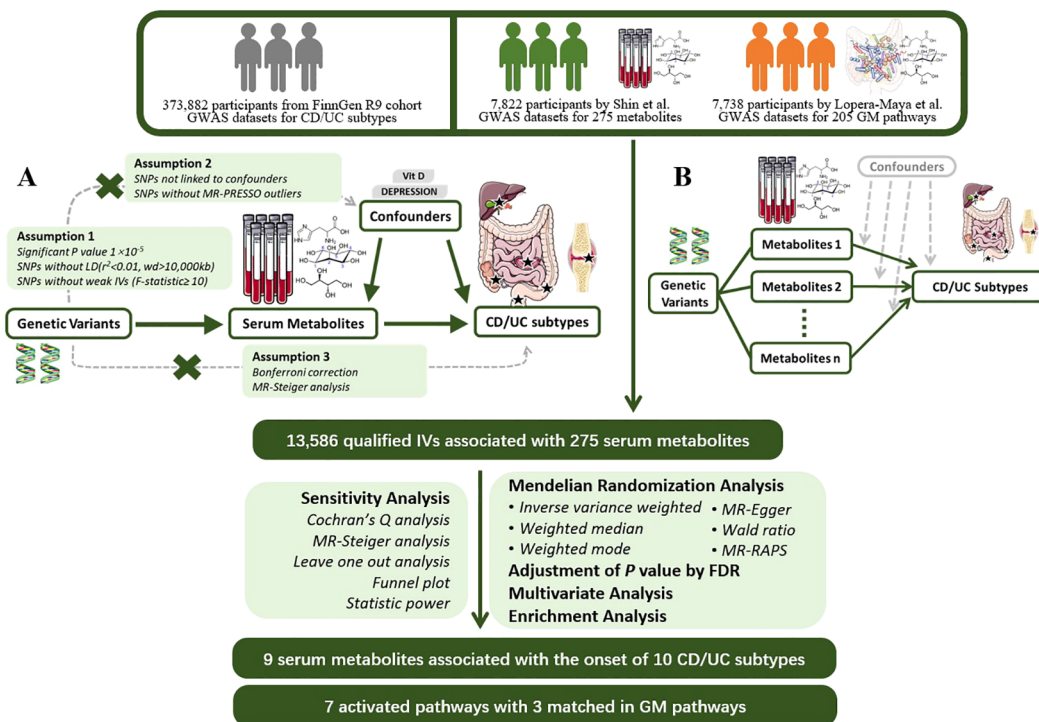 373,882 participants from FinnGen R9 cohort
GWAS datasets for CD/UC subtypes
7,822 participants by Shin et al.
GWAS datasets for 275 metabolites
7,738 participants by Lopera-Maya et al.
GWAS datasets for 205 GM pathways
A
Assumption 2
SNPs not linked to confounders
SNPs without MR-PRESSO outliers
Vit D
DEPRESSION
Confounders
Assumption 1
Significant P value 1 ×10⁻⁵
SNPs without LD(r²<0.01, wd>10,000kb)
SNPs without weak IVs (F-statistic≥ 10)
Genetic Variants
Serum Metabolites
CD/UC subtypes
Assumption 3
Bonferroni correction
MR-Steiger analysis
B
Confounders
Genetic
Variants
Metabolites 1
Metabolites 2
Metabolites n
CD/UC Subtypes
13,586 qualified IVs associated with 275 serum metabolites
Sensitivity Analysis
Cochran's Q analysis
MR-Steiger analysis
Leave one out analysis
Funnel plot
Statistic power
Mendelian Randomization Analysis
• Inverse variance weighted
• Weighted median
• Weighted mode
• MR-Egger
• Wald ratio
• MR-RAPS
Adjustment of P value by FDR
Multivariate Analysis
Enrichment Analysis
9 serum metabolites associated with the onset of 10 CD/UC subtypes
7 activated pathways with 3 matched in GM pathways